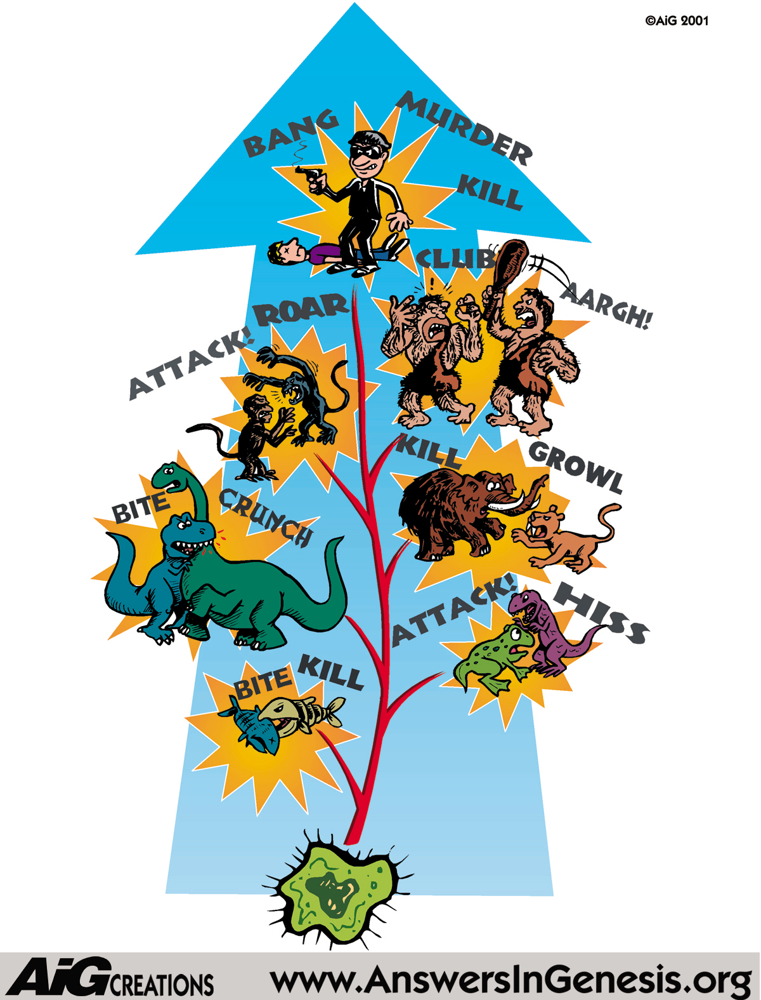 ©AiG 2001
BANG
MURDER
KILL
CLUB
AARGH!
ROAR
ATTACK!
KILL
GROWL
BITE
CRUNCH
ATTACK!
HISS
BITE
KILL
AiG CREATIONS
www.AnswersInGenesis.org